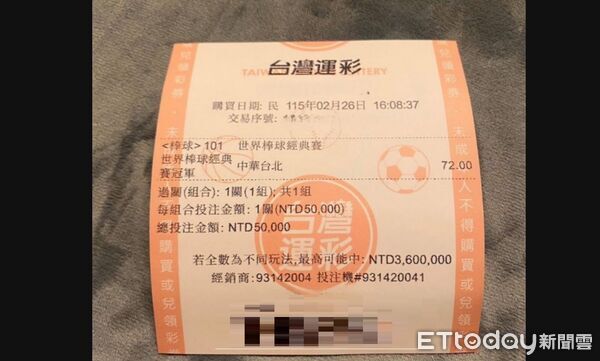 台灣運彩
購買日期: 民 115年02月26日 16:08:37
交易序號:
<棒球> 101 世界棒球經典賽
世界棒球經典
賽冠軍 中華台北 72.00
過關(組合): 1關(1組); 共1組
每組合投注金額: 1關(NTD50,000)
總投注金額: NTD50,000
台灣
運彩
若全數為不同玩法,最高可能中: NTD3,600,000
經銷商:93142004 投注機#931420041
ETtoday新聞雲